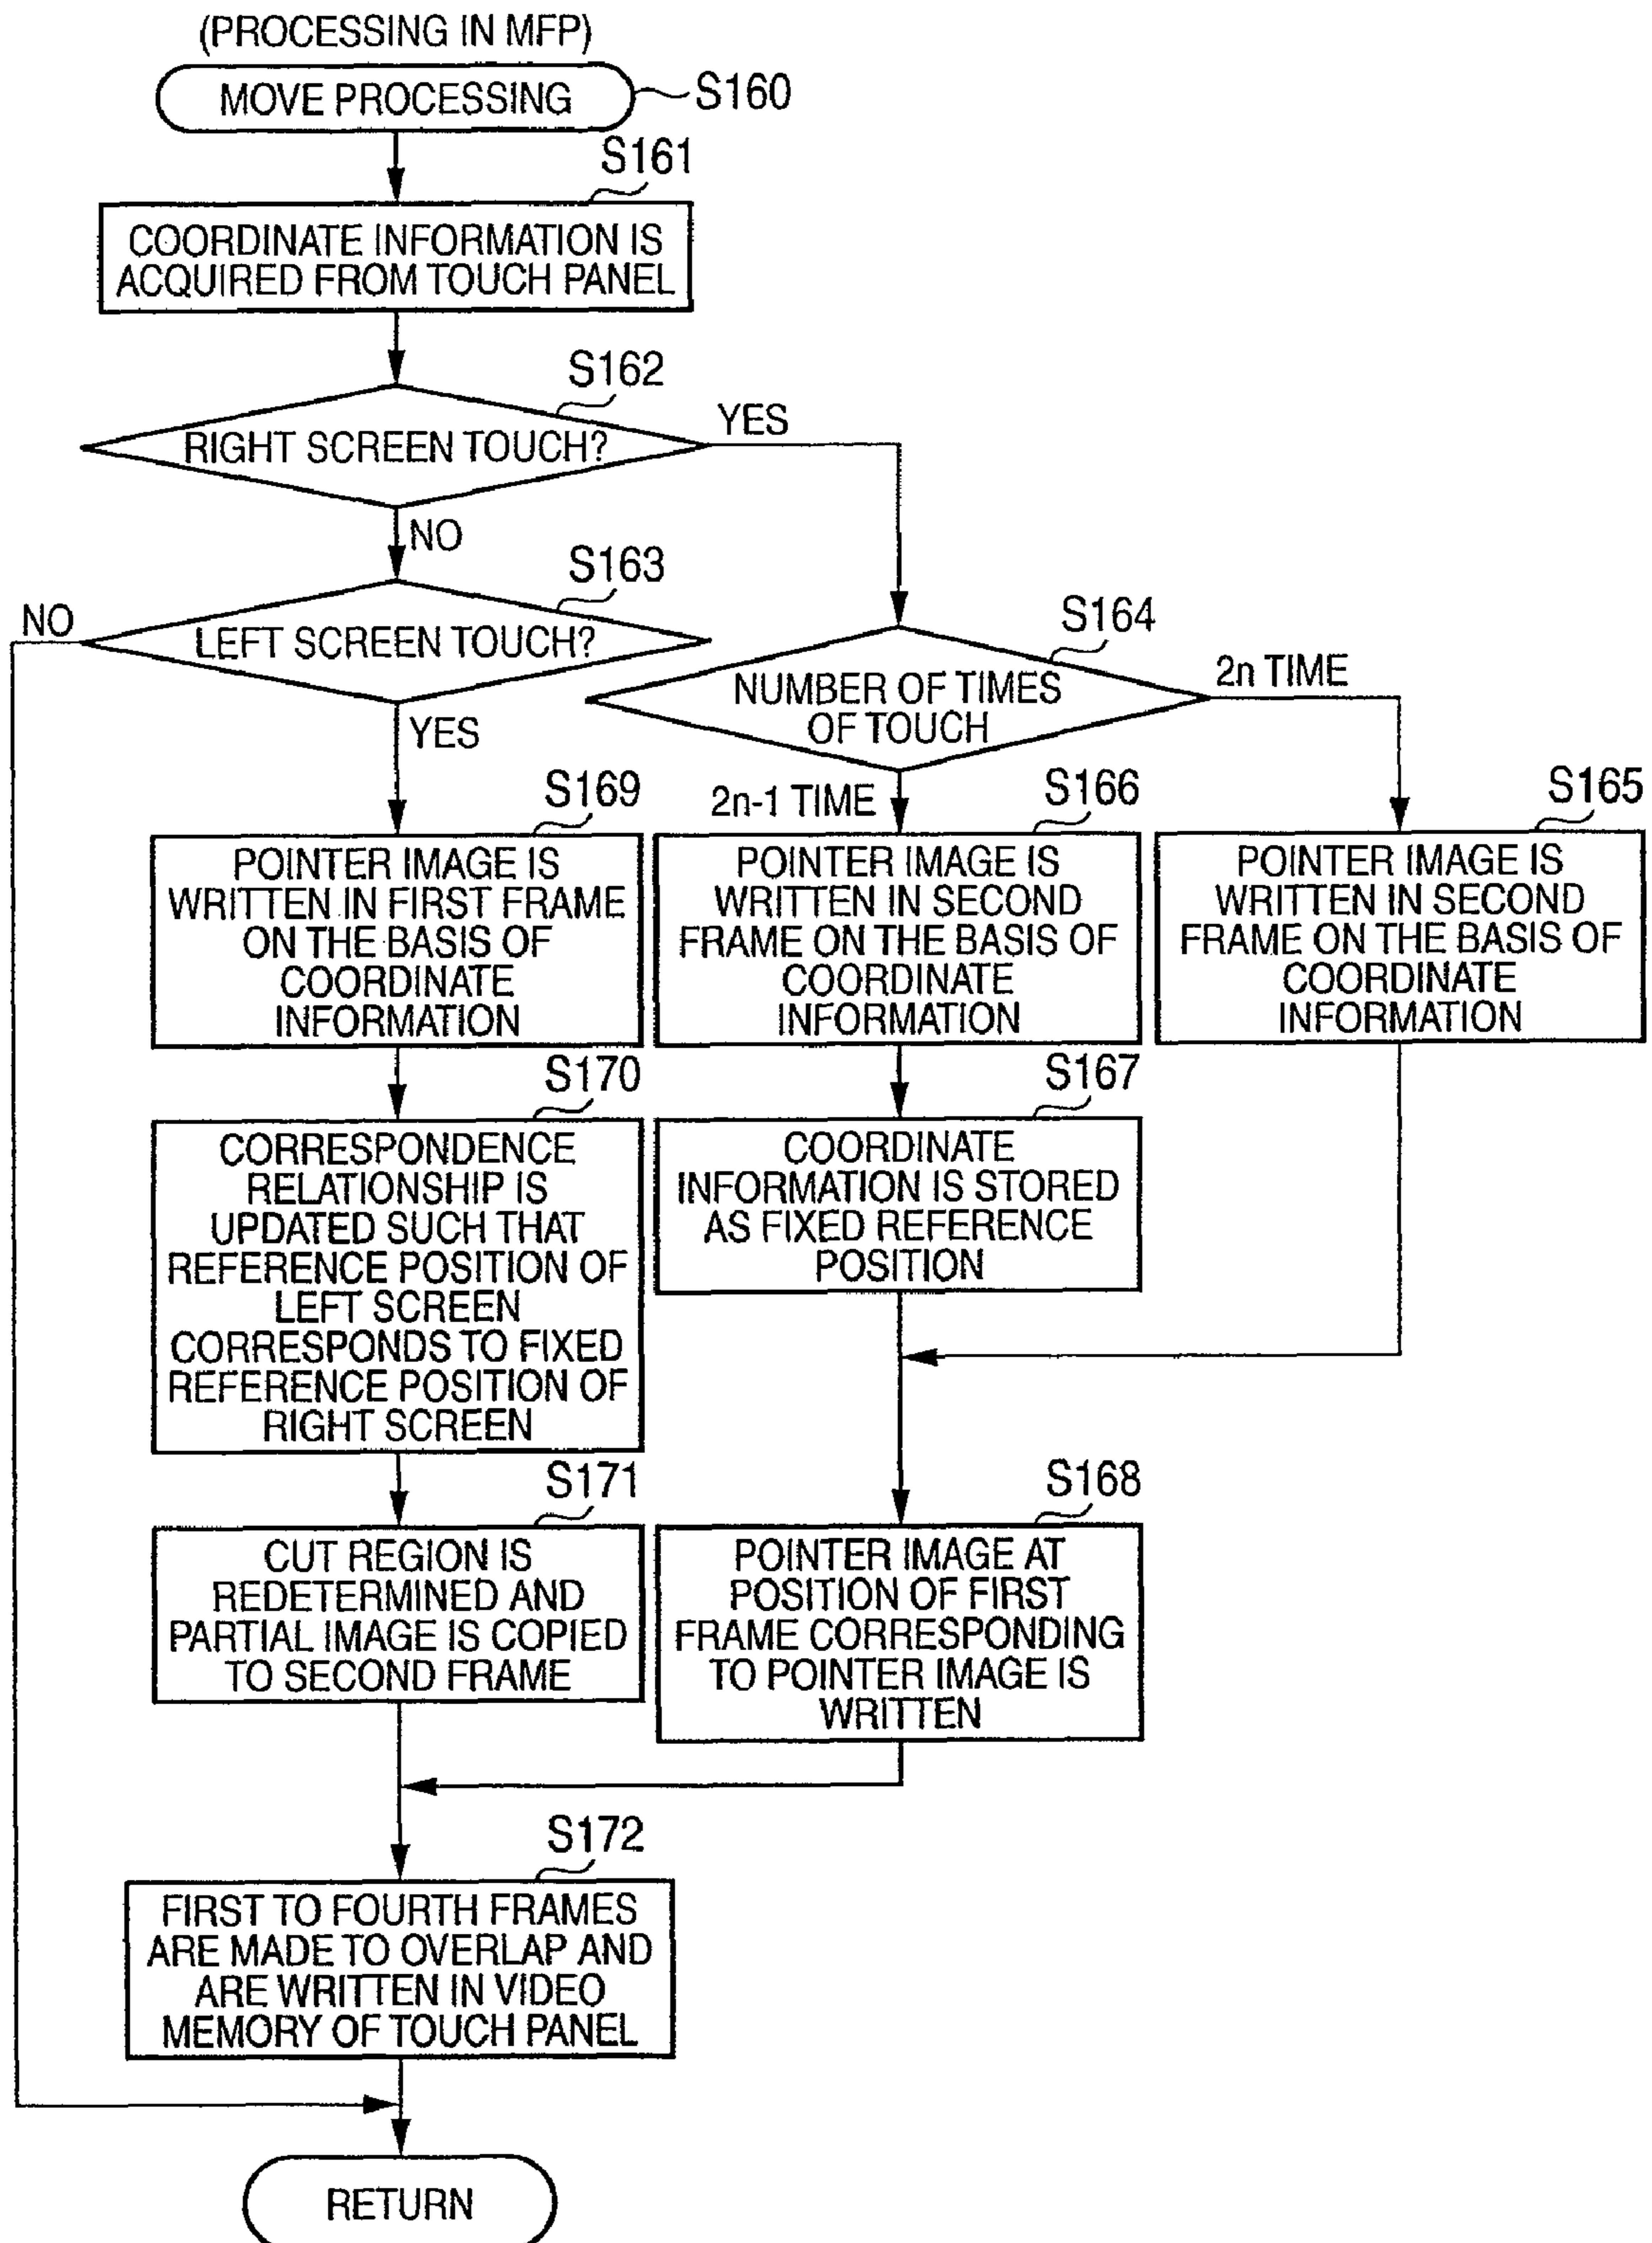 (PROCESSING IN MFP)
MOVE PROCESSING
S160
S161
COORDINATE INFORMATION IS
ACQUIRED FROM TOUCH PANEL
S162
RIGHT SCREEN TOUCH?
YES
NO
S163
LEFT SCREEN TOUCH?
NO
YES
S164
NUMBER OF TIMES
OF TOUCH
2n TIME
2n-1 TIME
S169
POINTER IMAGE IS
WRITTEN IN FIRST FRAME
ON THE BASIS OF
COORDINATE
INFORMATION
S166
POINTER IMAGE IS
WRITTEN IN SECOND
FRAME ON THE BASIS OF
COORDINATE
INFORMATION
S165
POINTER IMAGE IS
WRITTEN IN SECOND
FRAME ON THE BASIS OF
COORDINATE
INFORMATION
S170
CORRESPONDENCE
RELATIONSHIP IS
UPDATED SUCH THAT
REFERENCE POSITION OF
LEFT SCREEN
CORRESPONDS TO FIXED
REFERENCE POSITION OF
RIGHT SCREEN
S167
COORDINATE
INFORMATION IS STORED
AS FIXED REFERENCE
POSITION
S171
CUT REGION IS
REDETERMINED AND
PARTIAL IMAGE IS COPIED
TO SECOND FRAME
S168
POINTER IMAGE AT
POSITION OF FIRST
FRAME CORRESPONDING
TO POINTER IMAGE IS
WRITTEN
S172
FIRST TO FOURTH FRAMES
ARE MADE TO OVERLAP AND
ARE WRITTEN IN VIDEO
MEMORY OF TOUCH PANEL
RETURN